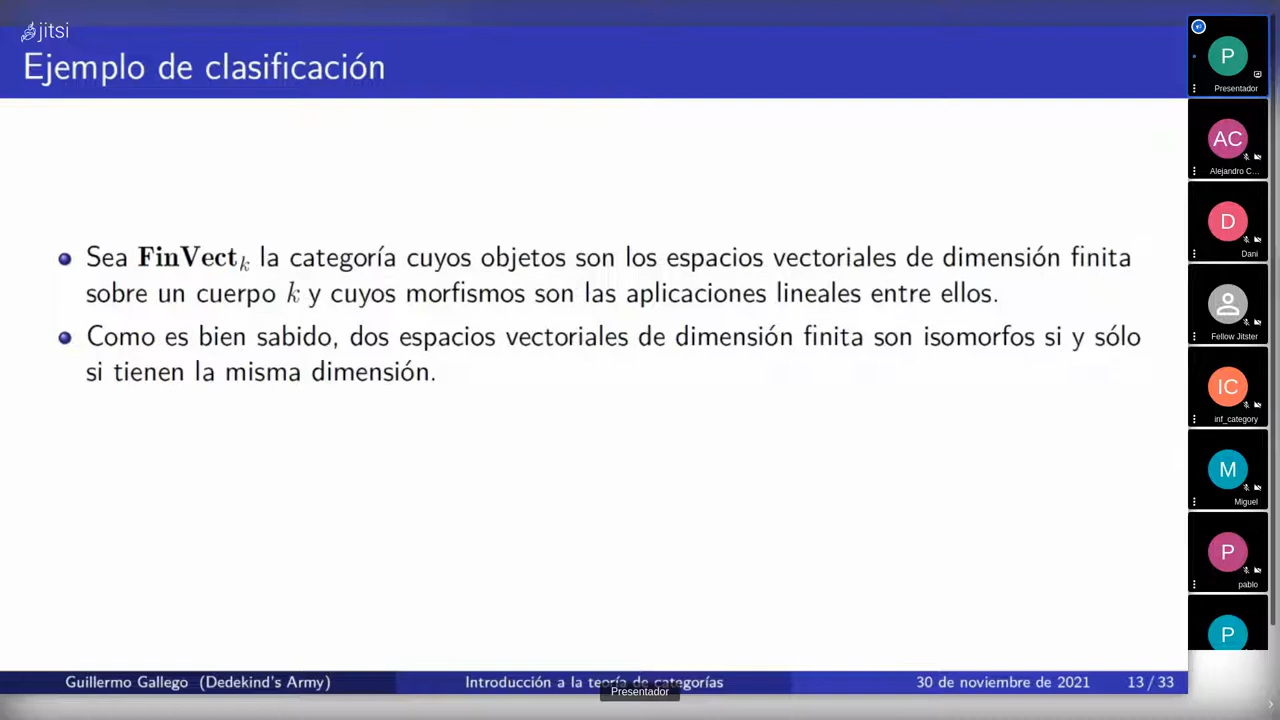 jitsi
Ejemplo de clasificación
Sea FinVectₖ la categoría cuyos objetos son los espacios vectoriales de dimensión finita
sobre un cuerpo k y cuyos morfismos son las aplicaciones lineales entre ellos.
Como es bien sabido, dos espacios vectoriales de dimensión finita son isomorfos si y sólo
si tienen la misma dimensión.
Guillermo Gallego (Dedekind's Army)
Introducción a la teoría de categorías
30 de noviembre de 2021
13 / 33
Presentador
P
Presentador
AC
Alejandro C...
D
Dani
Fellow Jitster
IC
inf_category
M
Miguel
P
pablo
P